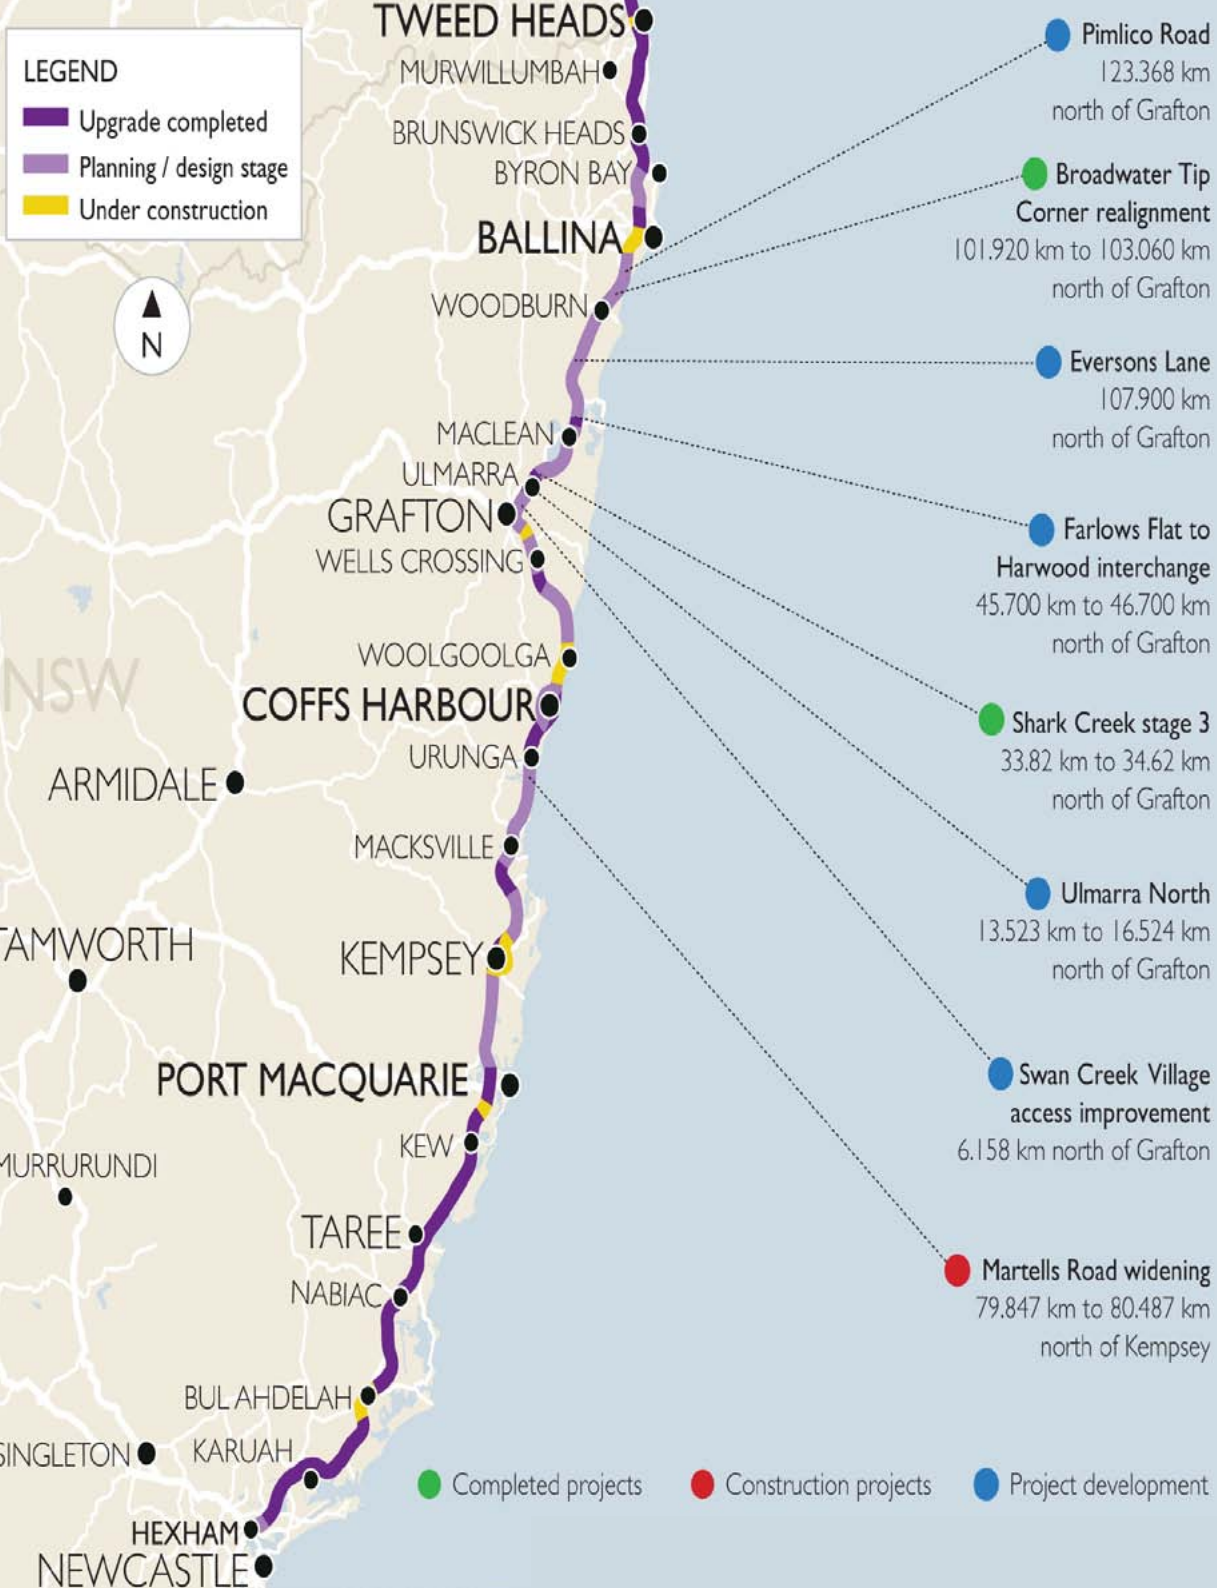 TWEED HEADS
MURWILLUMBAH
BRUNSWICK HEADS
BYRON BAY
BALLINA
WOODBURN
MACLEAN
ULMARRA
GRAFTON
WELLS CROSSING
WOOLGOOLGA
COFFS HARBOUR
URUNGA
ARMIDALE
MACKSVILLE
TAMWORTH
KEMPSEY
PORT MACQUARIE
KEW
MURRURUNDI
TAREE
NABIAC
BULAHDELAH
SINGLETON
KARUAH
HEXHAM
NEWCASTLE
NSW
LEGEND
Upgrade completed
Planning / design stage
Under construction
N
Pimlico Road
123.368 km
north of Grafton
Broadwater Tip
Corner realignment
101.920 km to 103.060 km
north of Grafton
Eversons Lane
107.900 km
north of Grafton
Farlows Flat to
Harwood interchange
45.700 km to 46.700 km
north of Grafton
Shark Creek stage 3
33.82 km to 34.62 km
north of Grafton
Ulmarra North
13.523 km to 16.524 km
north of Grafton
Swan Creek Village
access improvement
6.158 km north of Grafton
Martells Road widening
79.847 km to 80.487 km
north of Kempsey
Completed projects
Construction projects
Project development